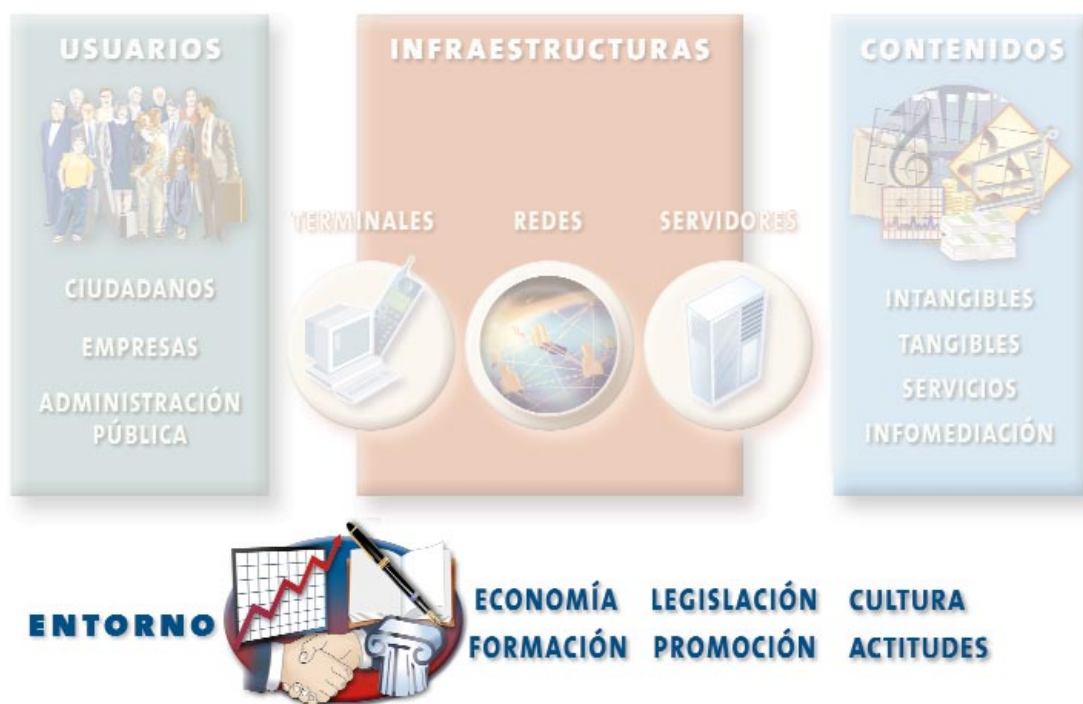 USUARIOS
CIUDADANOS
EMPRESAS
ADMINISTRACIÓN
PÚBLICA
INFRAESTRUCTURAS
TERMINALES
REDES
SERVIDORES
CONTENIDOS
INTANGIBLES
TANGIBLES
SERVICIOS
INFOMEDIACIÓN
ENTORNO
ECONOMÍA LEGISLACIÓN CULTURA
FORMACIÓN PROMOCIÓN ACTITUDES